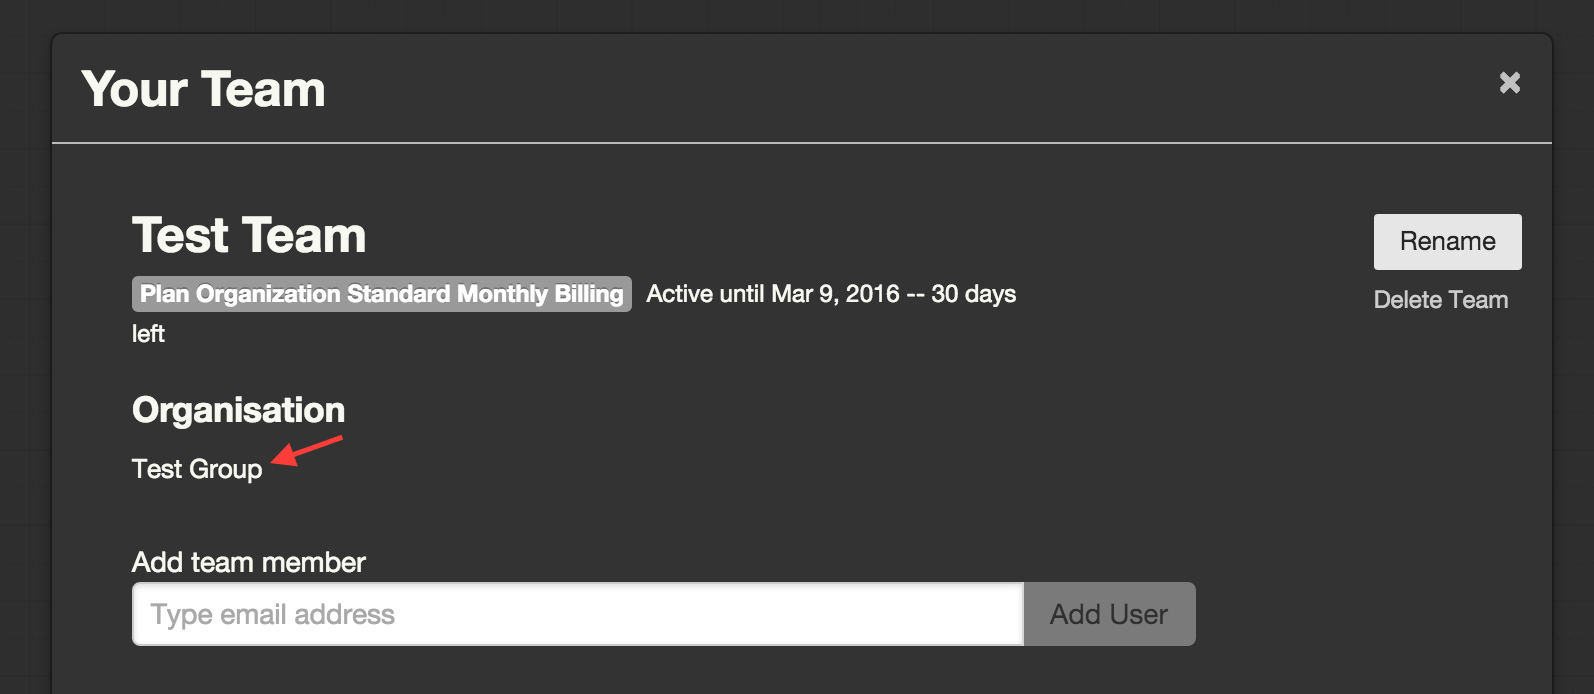 Your Team
Test Team
Rename
Plan Organization Standard Monthly Billing Active until Mar 9, 2016 -- 30 days
left
Delete Team
Organisation
Test Group
Add team member
Type email address
Add User